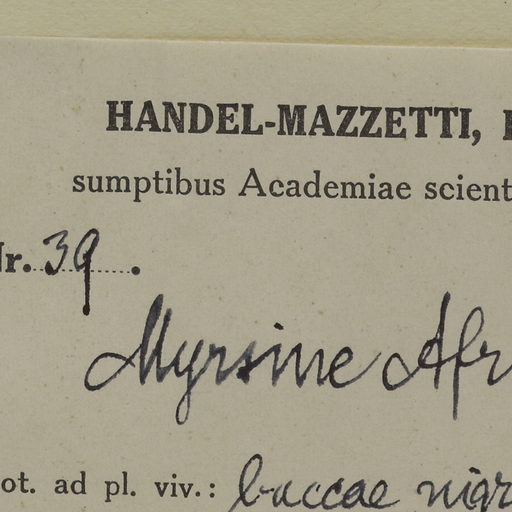 HANDEL-MAZZETTI,
sumptibus Academiae scient
Nr. 39.
Myrsine Afr
ot. ad pl. viv.: baccae nigr